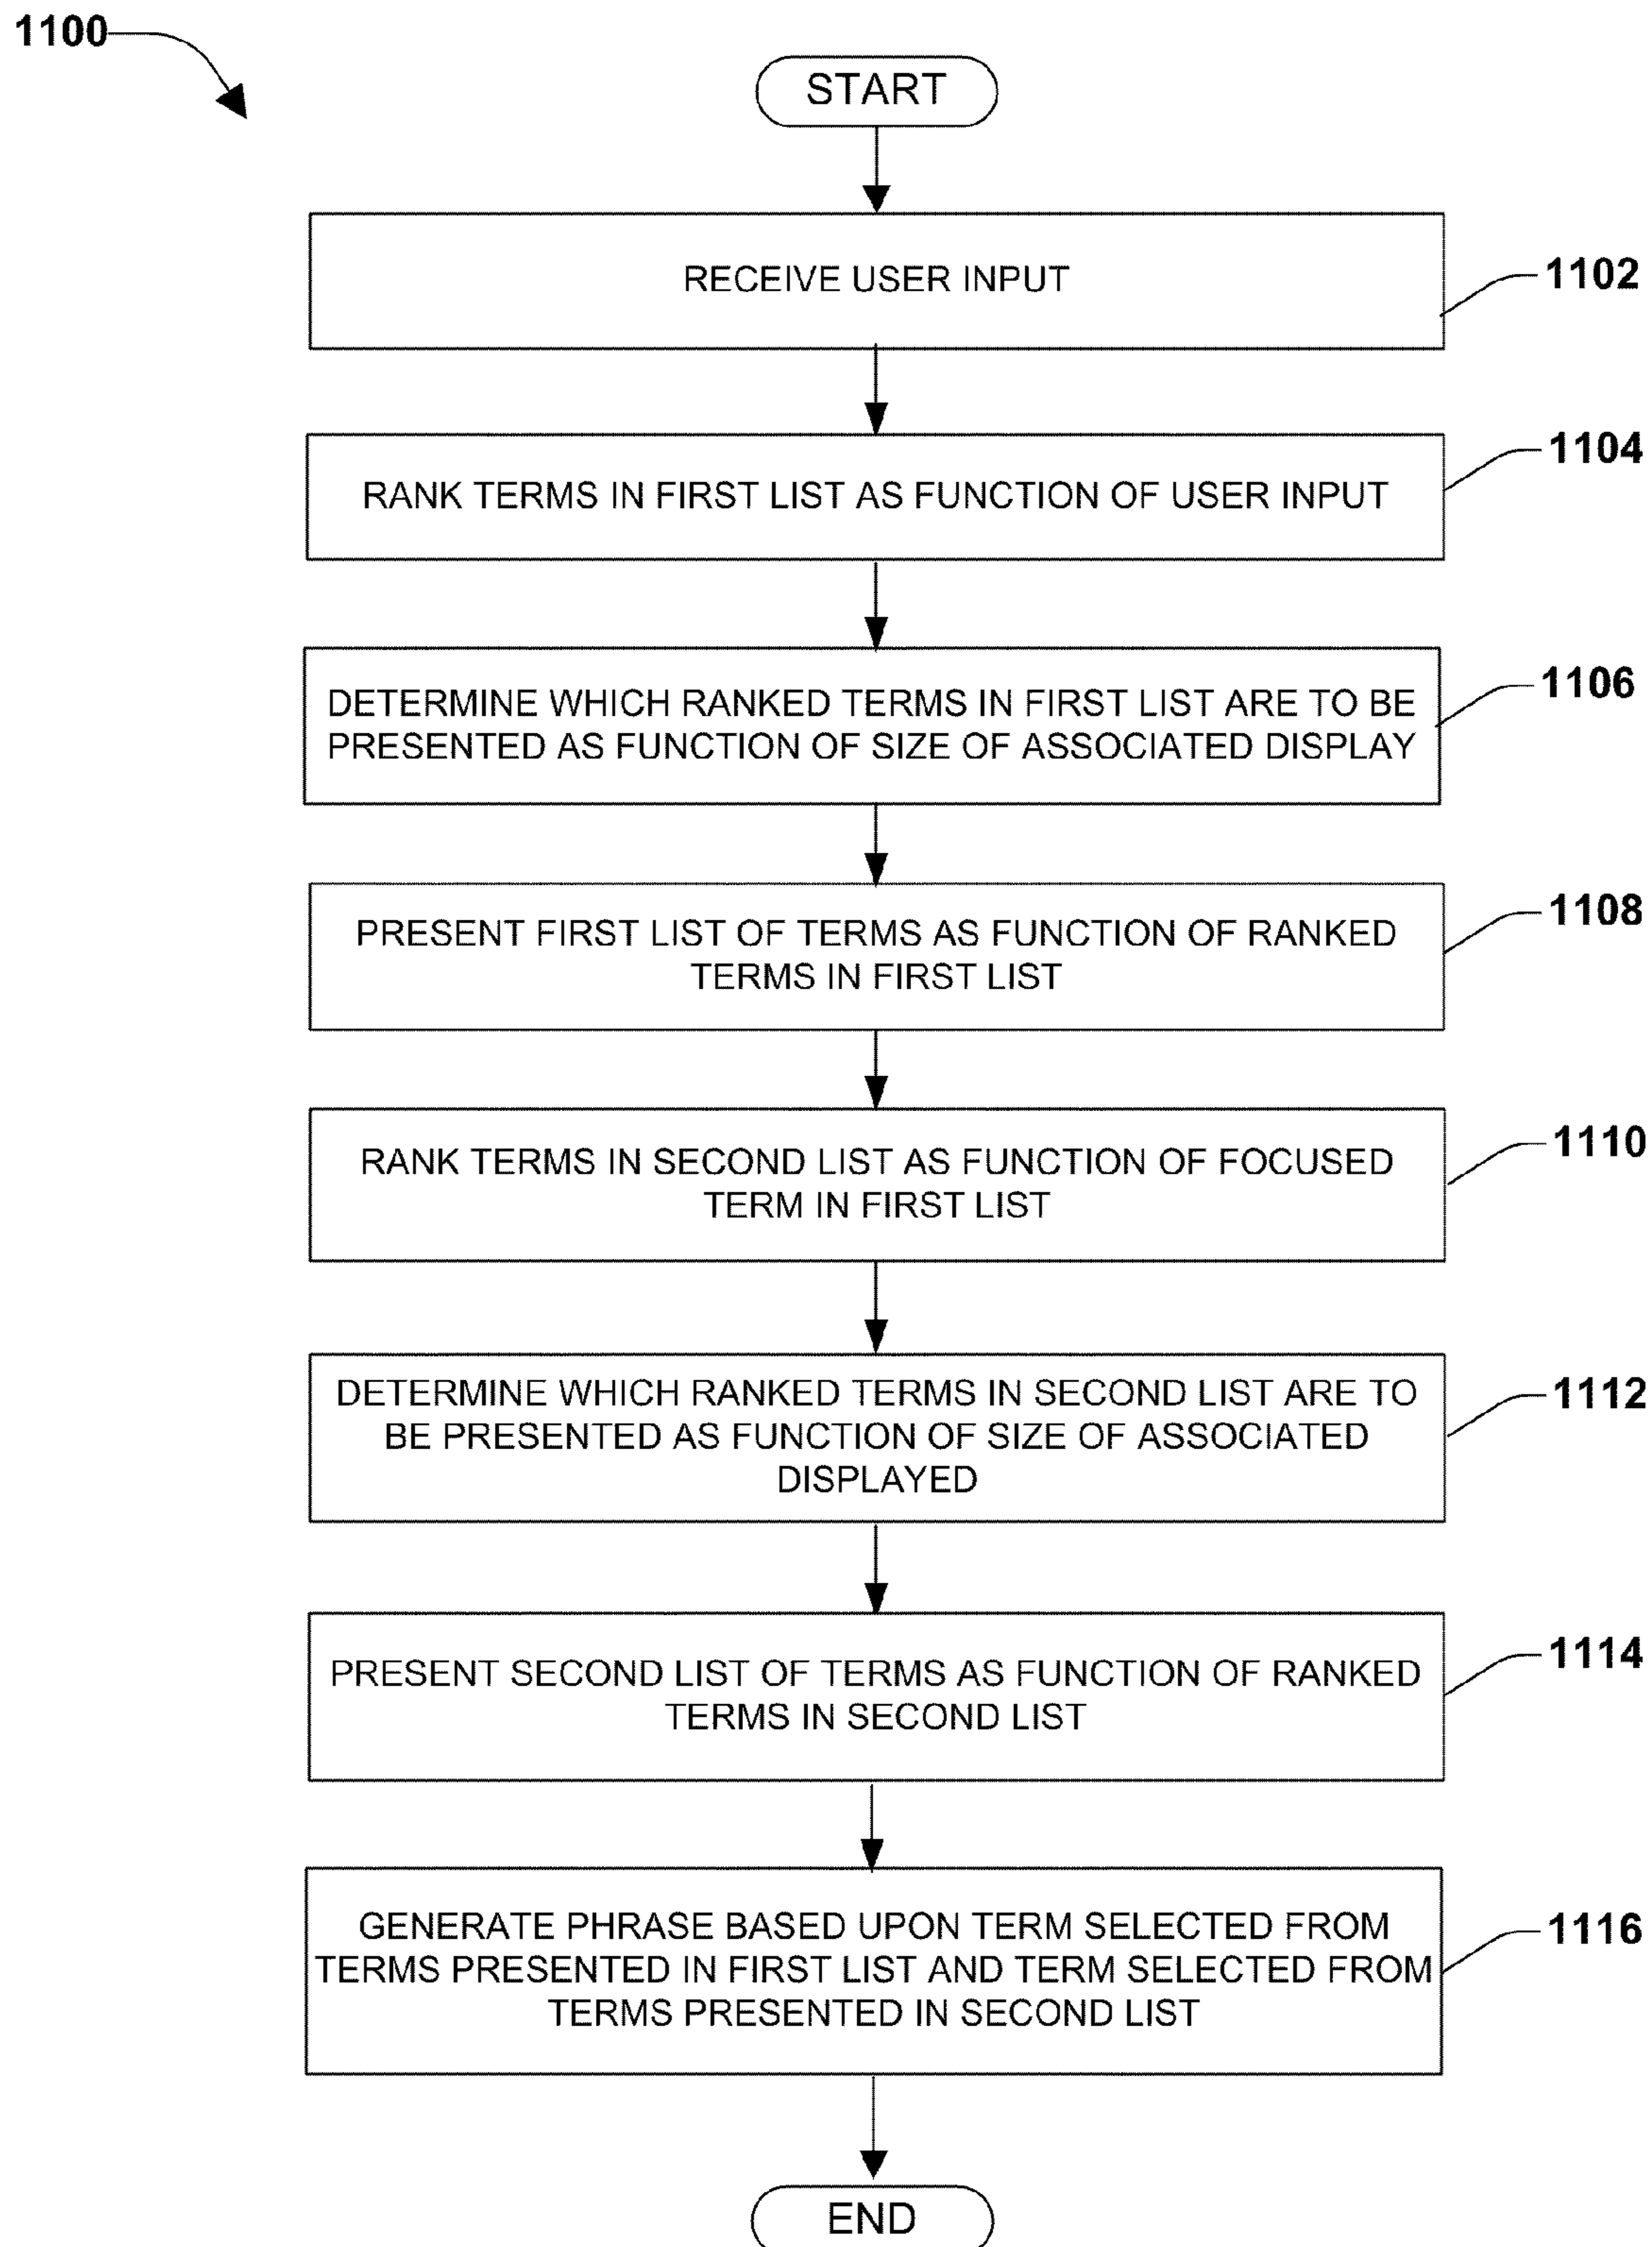 1100
START
RECEIVE USER INPUT
1102
RANK TERMS IN FIRST LIST AS FUNCTION OF USER INPUT
1104
DETERMINE WHICH RANKED TERMS IN FIRST LIST ARE TO BE
PRESENTED AS FUNCTION OF SIZE OF ASSOCIATED DISPLAY
1106
PRESENT FIRST LIST OF TERMS AS FUNCTION OF RANKED
TERMS IN FIRST LIST
1108
RANK TERMS IN SECOND LIST AS FUNCTION OF FOCUSED
TERM IN FIRST LIST
1110
DETERMINE WHICH RANKED TERMS IN SECOND LIST ARE TO
BE PRESENTED AS FUNCTION OF SIZE OF ASSOCIATED
DISPLAYED
1112
PRESENT SECOND LIST OF TERMS AS FUNCTION OF RANKED
TERMS IN SECOND LIST
1114
GENERATE PHRASE BASED UPON TERM SELECTED FROM
TERMS PRESENTED IN FIRST LIST AND TERM SELECTED FROM
TERMS PRESENTED IN SECOND LIST
1116
END